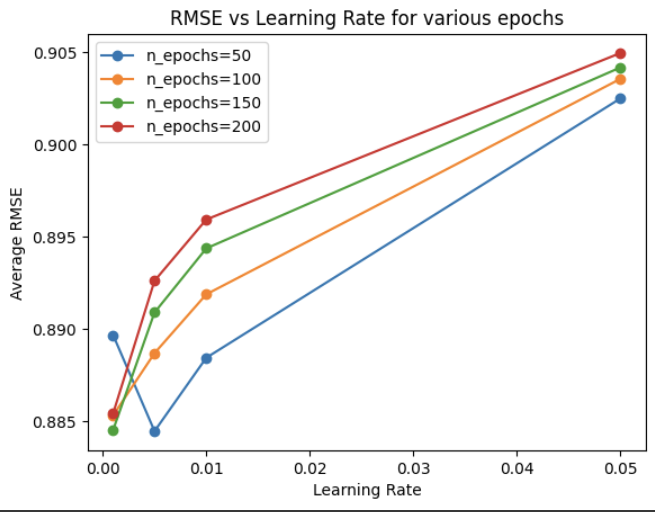 RMSE vs Learning Rate for various epochs
n_epochs=50
n_epochs=100
n_epochs=150
n_epochs=200
Average RMSE
0.905
0.900
0.895
0.890
0.885
0.00 0.01 0.02 0.03 0.04 0.05
Learning Rate